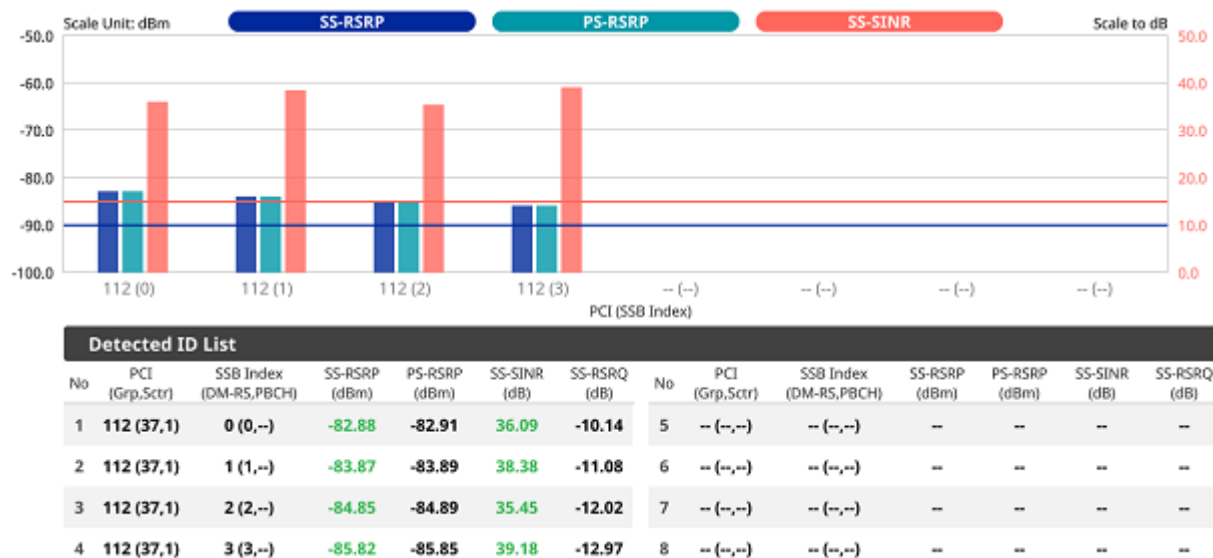 Scale Unit: dBm SS-RSRP PS-RSRP SS-SINR Scale to dB
-50.0 50.0
-60.0 40.0
-70.0 30.0
-80.0 20.0
-90.0 10.0
-100.0 0.0
112 (0) 112 (1) 112 (2) 112 (3) -- (--) -- (--) -- (--) -- (--)
PCI (SSB Index)
Detected ID List
No PCI (Grp,Sctr) SSB Index (DM-RS,PBCH) SS-RSRP (dBm) PS-RSRP (dBm) SS-SINR (dB) SS-RSRQ (dB) No PCI (Grp,Sctr) SSB Index (DM-RS,PBCH) SS-RSRP (dBm) PS-RSRP (dBm) SS-SINR (dB) SS-RSRQ (dB)
1 112 (37,1) 0 (0,--) -82.88 -82.91 36.09 -10.14 5 -- (--,--) -- (--,--) -- -- -- --
2 112 (37,1) 1 (1,--) -83.87 -83.89 38.38 -11.08 6 -- (--,--) -- (--,--) -- -- -- --
3 112 (37,1) 2 (2,--) -84.85 -84.89 35.45 -12.02 7 -- (--,--) -- (--,--) -- -- -- --
4 112 (37,1) 3 (3,--) -85.82 -85.85 39.18 -12.97 8 -- (--,--) -- (--,--) -- -- -- --